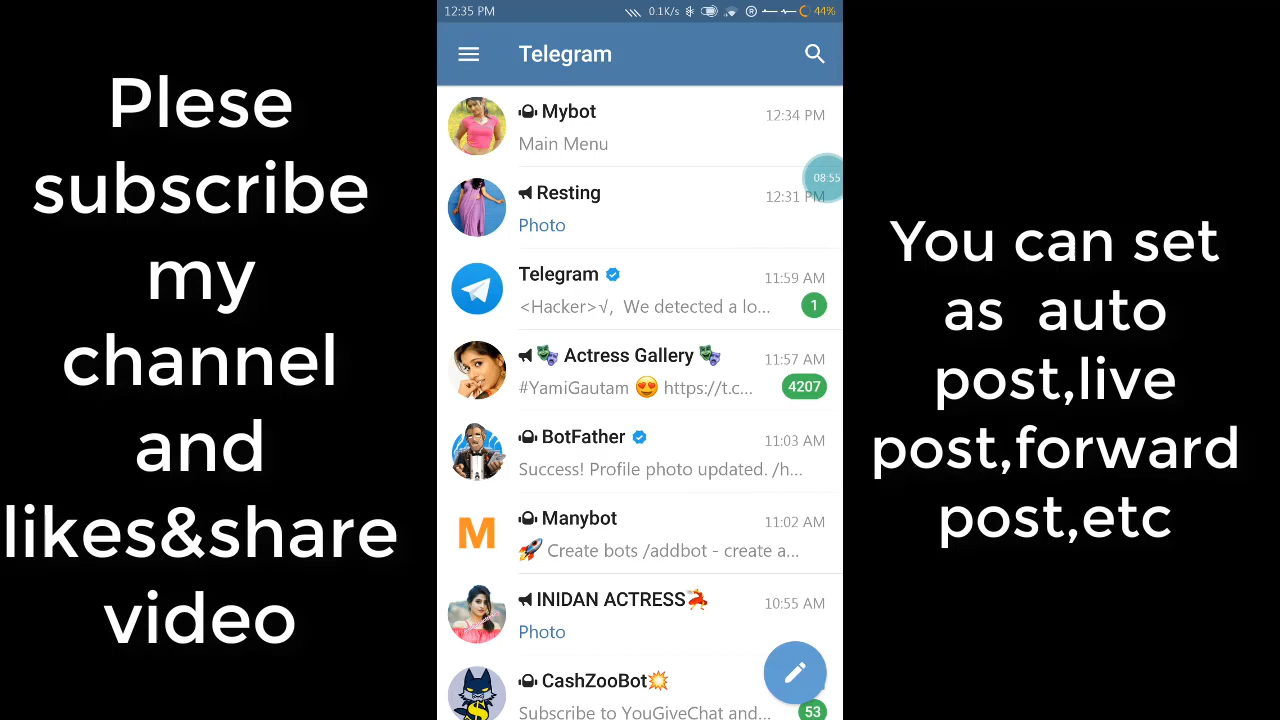 Plese
subscribe
my
channel
and
likes&share
video
12:35 PM
0.1K/s
44%
Telegram
Mybot
12:34 PM
Main Menu
08:55
Resting
12:31 PM
Photo
Telegram
11:59 AM
<Hacker>√, We detected a lo...
1
Actress Gallery
11:57 AM
#YamiGautam 😍 https://t.c...
4207
BotFather
11:03 AM
Success! Profile photo updated. /h...
M
Manybot
11:02 AM
🚀 Create bots /addbot - create a...
INIDAN ACTRESS
10:55 AM
Photo
CashZooBot
Subscribe to YouGiveChat and...
53
You can set
as auto
post,live
post,forward
post,etc